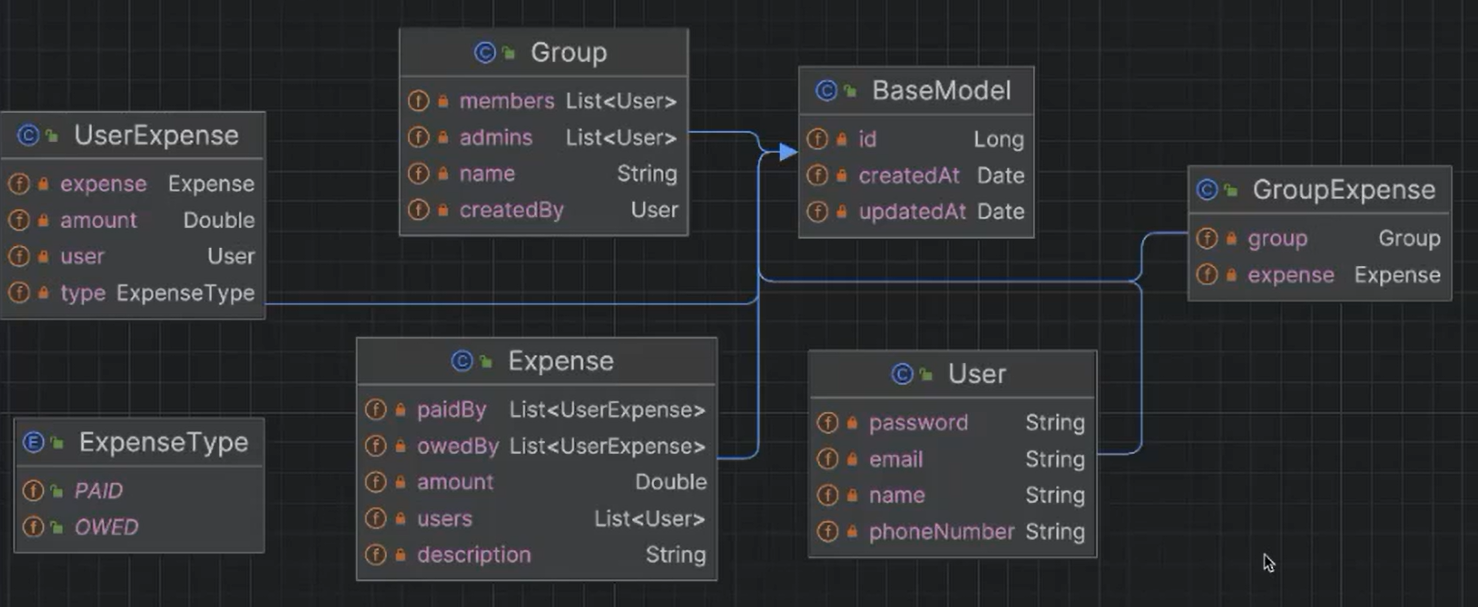 Group
members List<User>
admins List<User>
name String
createdBy User
BaseModel
id Long
createdAt Date
updatedAt Date
UserExpense
expense Expense
amount Double
user User
type ExpenseType
GroupExpense
group Group
expense Expense
Expense
paidBy List<UserExpense>
owedBy List<UserExpense>
amount Double
users List<User>
description String
User
password String
email String
name String
phoneNumber String
ExpenseType
PAID
OWED